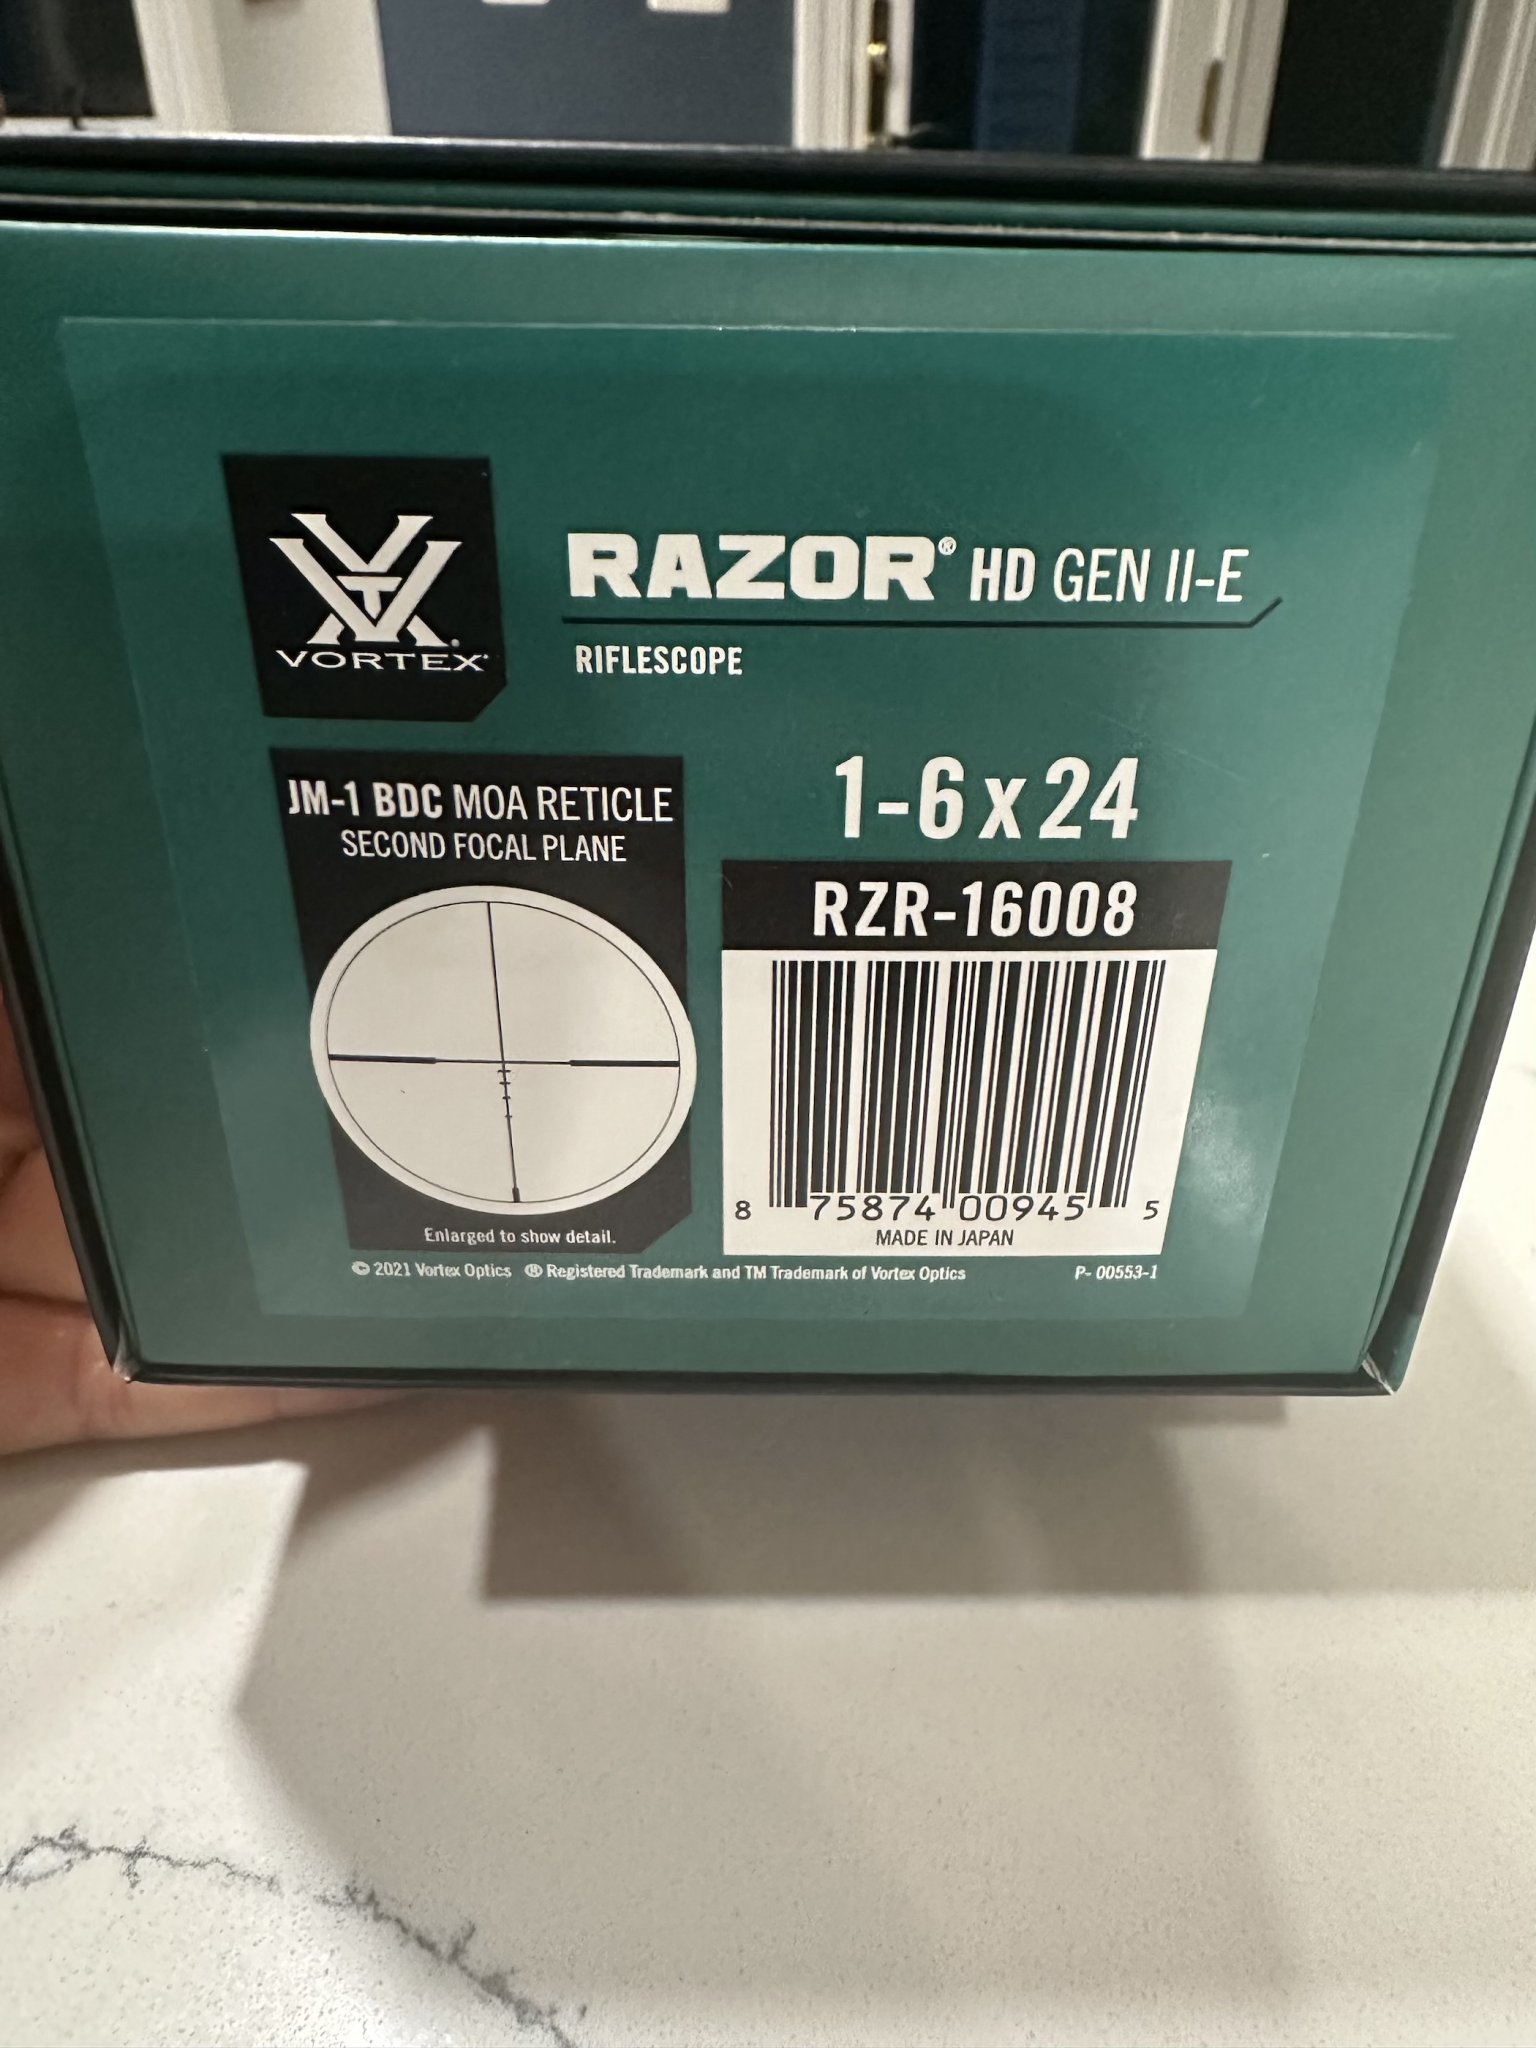 VORTEX
RAZOR® HD GEN II-E
RIFLESCOPE
JM-1 BDC MOA RETICLE
SECOND FOCAL PLANE
Enlarged to show detail.
1-6 x 24
RZR-16008
8 75874 00945 5
MADE IN JAPAN
© 2021 Vortex Optics ® Registered Trademark and TM Trademark of Vortex Optics
P- 00553-1